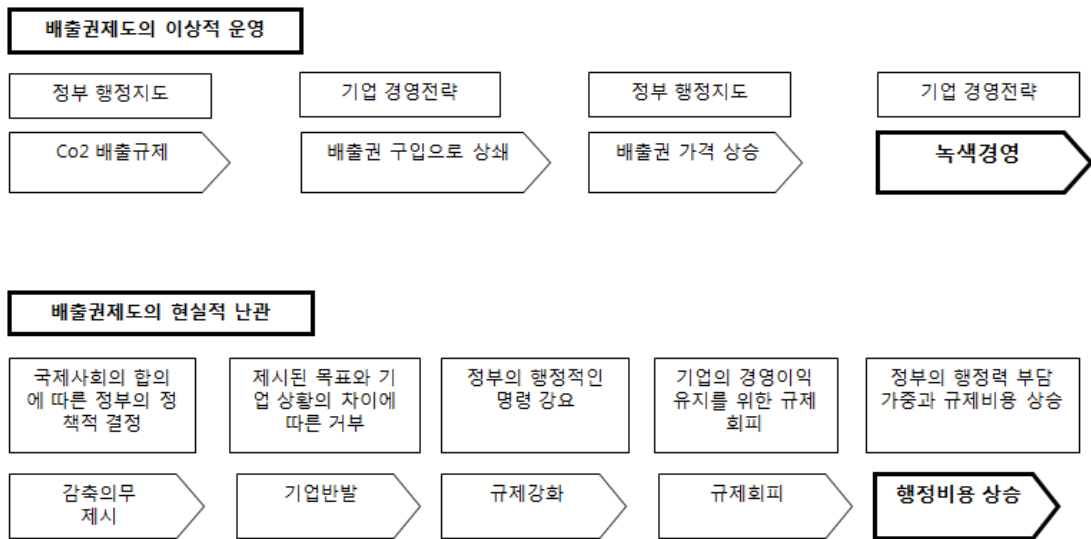 배출권제도의 이상적 운영
정부 행정지도
기업 경영전략
정부 행정지도
기업 경영전략
Co2 배출규제
배출권 구입으로 상쇄
배출권 가격 상승
녹색경영
배출권제도의 현실적 난관
국제사회의 합의
에 따른 정부의 정
책적 결정
제시된 목표와 기
업 상황의 차이에
따른 거부
정부의 행정적인
명령 강요
기업의 경영이익
유지를 위한 규제
회피
정부의 행정력 부담
가중과 규제비용 상승
감축의무
제시
기업반발
규제강화
규제회피
행정비용 상승